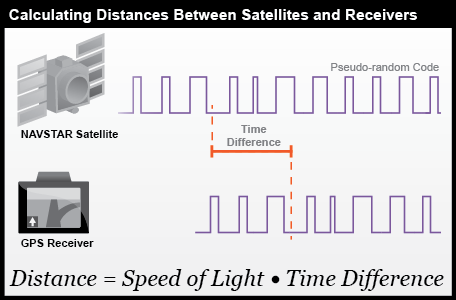 Calculating Distances Between Satellites and Receivers
Pseudo-random Code
NAVSTAR Satellite
Time
Difference
GPS Receiver
Distance = Speed of Light • Time Difference